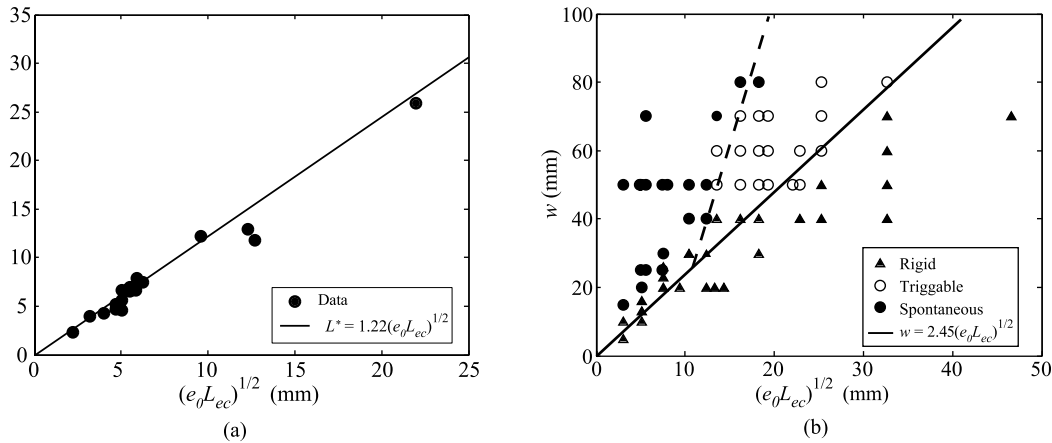 (a)
35
30
25
20
15
10
5
0
0 5 10 15 20 25
Data
L* = 1.22(e0Lec)^1/2
(e0Lec)^1/2 (mm)
(a)
100
80
60
40
20
0
w (mm)
0 10 20 30 40 50
Rigid
Triggable
Spontaneous
w = 2.45(e0Lec)^1/2
(e0Lec)^1/2 (mm)
(b)